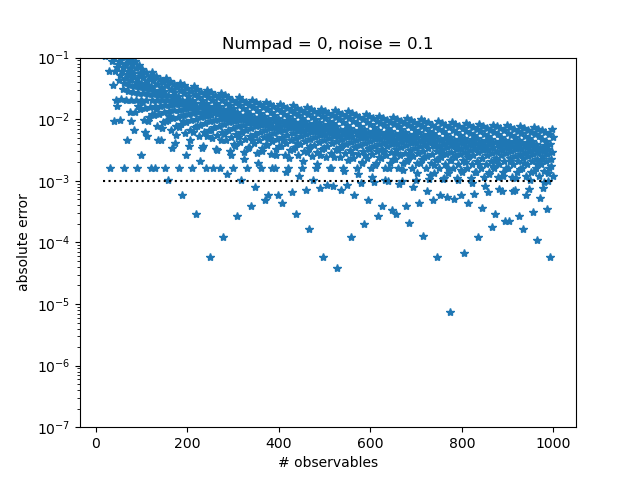 Numpad = 0, noise = 0.1
10⁻¹
10⁻²
10⁻³
10⁻⁴
10⁻⁵
10⁻⁶
10⁻⁷
absolute error
0 200 400 600 800 1000
# observables